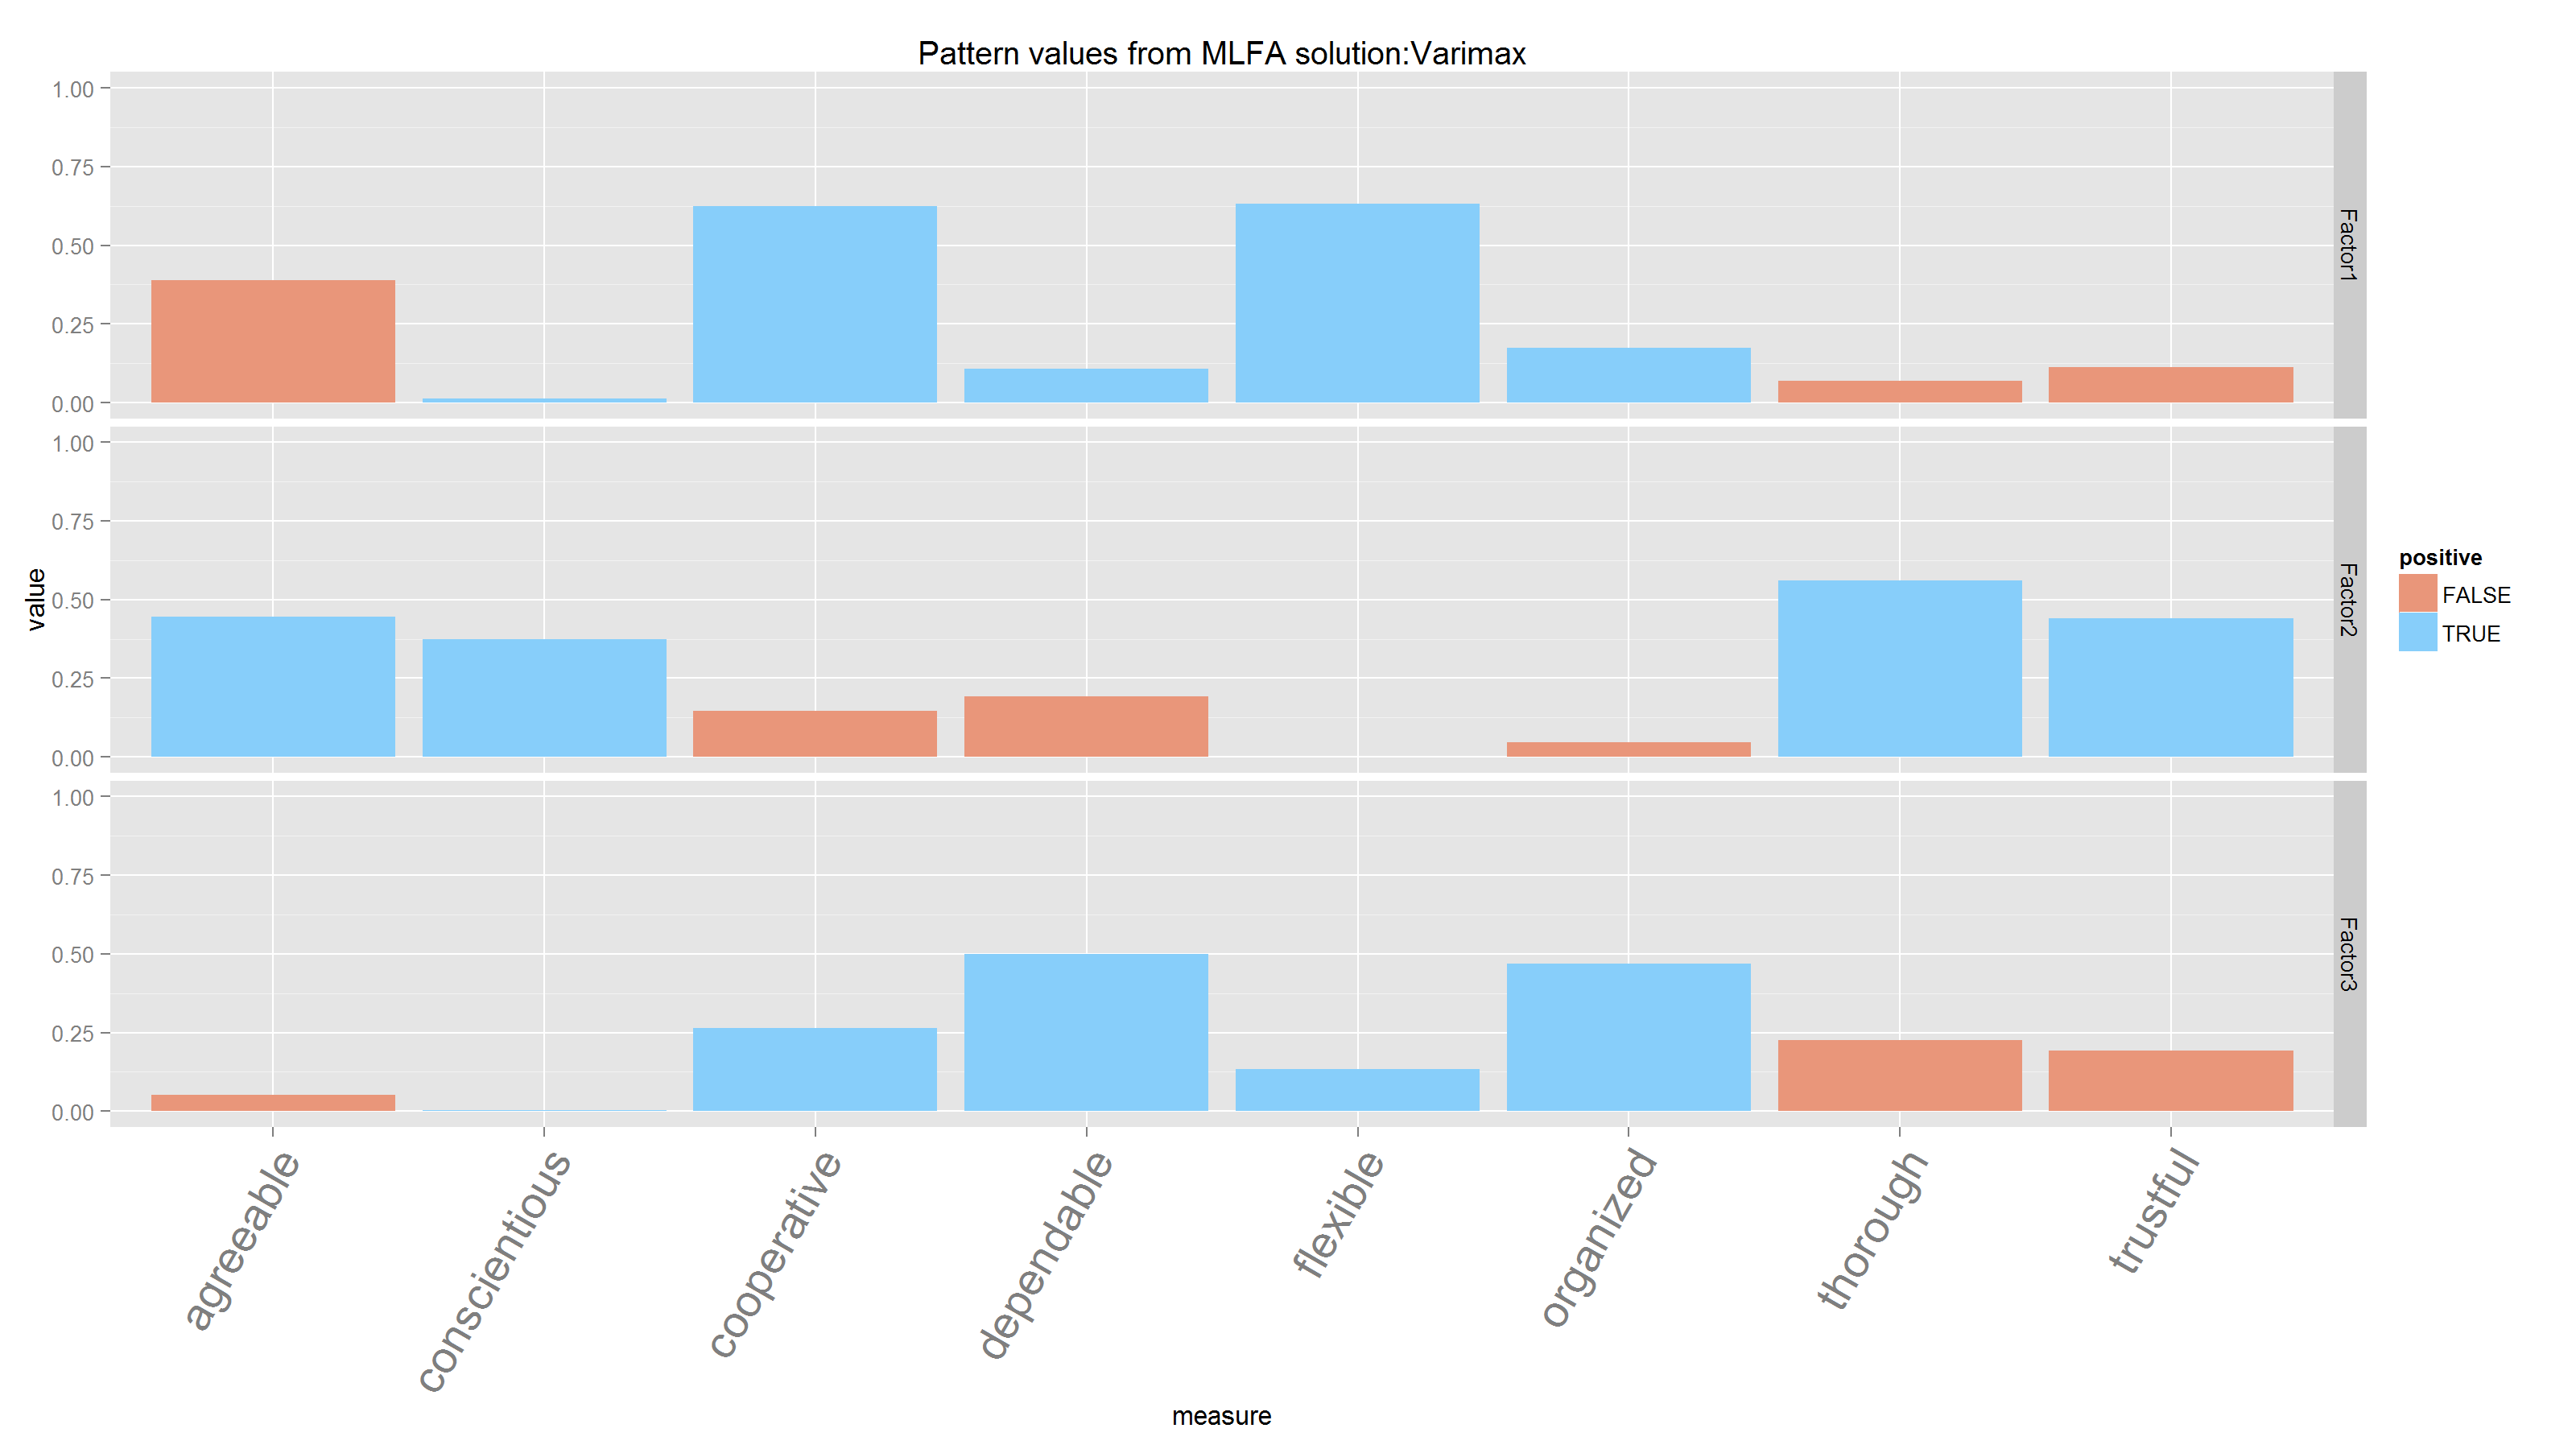 Pattern values from MLFA solution:Varimax
1.00
0.75
0.50
0.25
0.00
Factor1
1.00
0.75
0.50
0.25
0.00
Factor2
1.00
0.75
0.50
0.25
0.00
Factor3
value
agreeable
conscientious
cooperative
dependable
flexible
organized
thorough
trustful
measure
positive
FALSE
TRUE